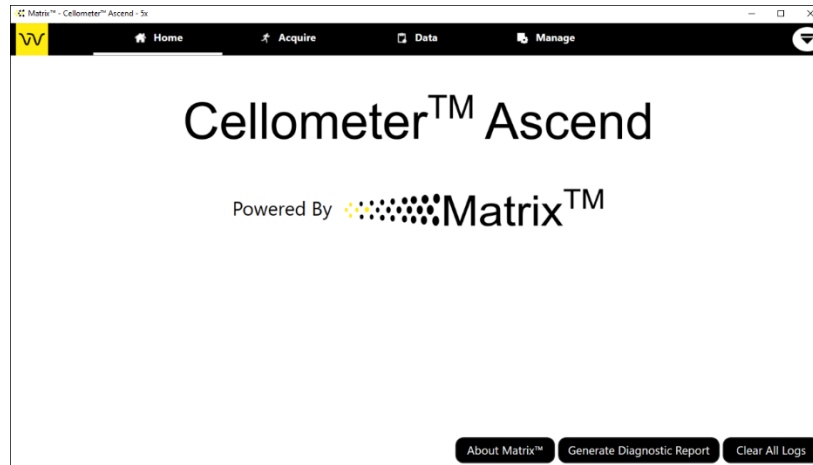 Matrix™ - Cellometer™ Ascend - 5x
Home Acquire Data Manage
Cellometer™ Ascend
Powered By Matrix™
About Matrix™ Generate Diagnostic Report Clear All Logs